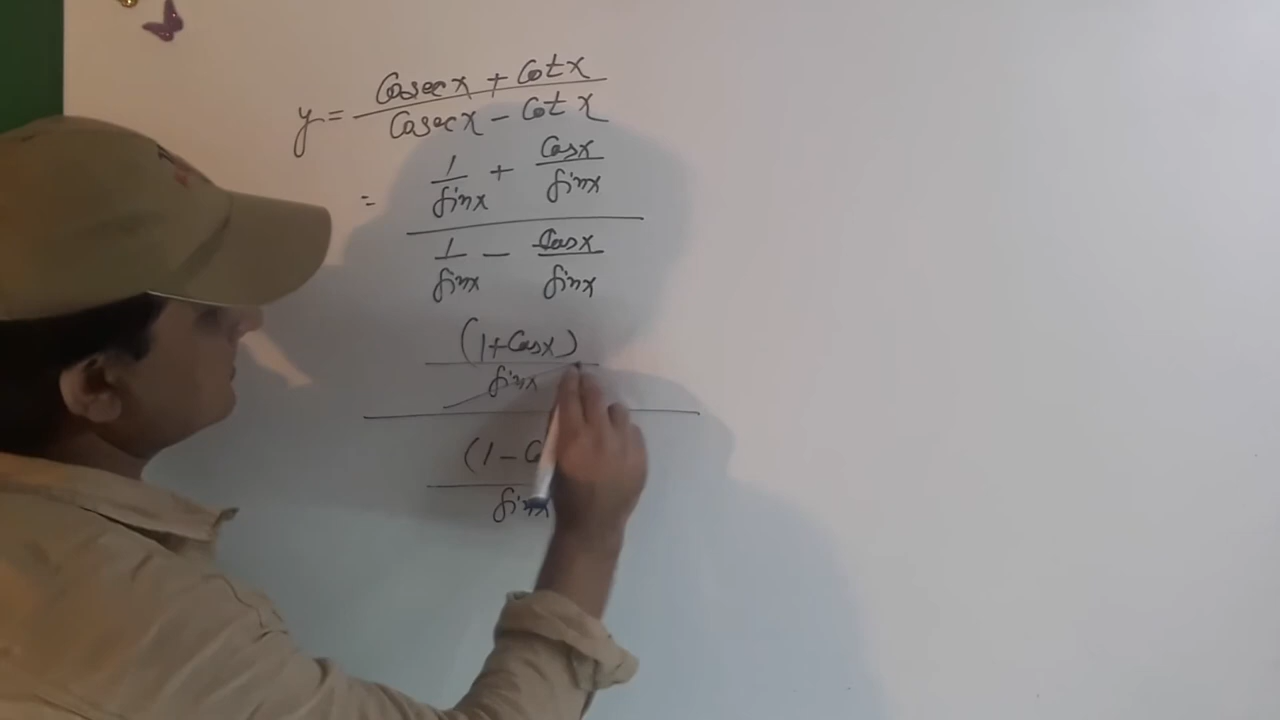 y = Cosecx + Cotx
Cosecx - Cotx
= 1 + Cosx
sinx sinx
1 - Cosx
sinx sinx
(1+Cosx)
sinx
(1 - C
sinx